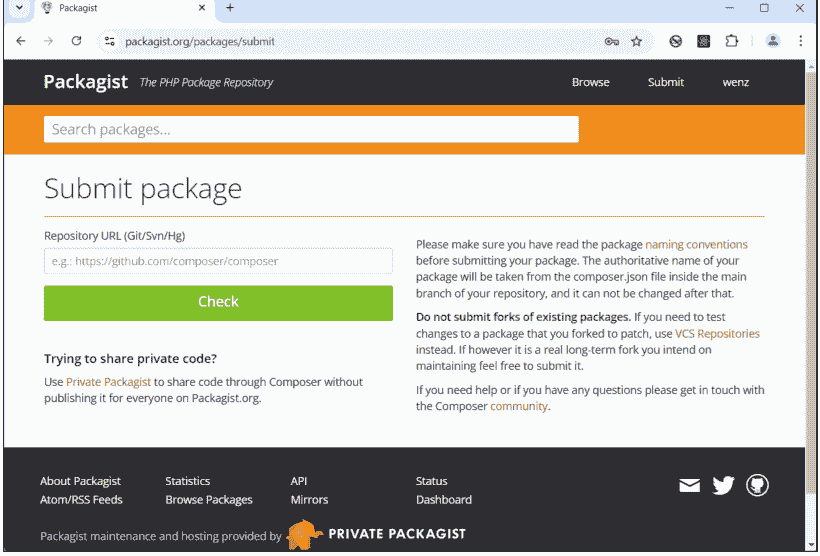 Packagist
packagist.org/packages/submit
Packagist The PHP Package Repository
Browse Submit wenz
Search packages...
Submit package
Repository URL (Git/Svn/Hg)
e.g.: https://github.com/composer/composer
Check
Trying to share private code?
Use Private Packagist to share code through Composer without
publishing it for everyone on Packagist.org.
Please make sure you have read the package naming conventions
before submitting your package. The authoritative name of your
package will be taken from the composer.json file inside the main
branch of your repository, and it can not be changed after that.
Do not submit forks of existing packages. If you need to test
changes to a package that you forked to patch, use VCS Repositories
instead. If however it is a real long-term fork you intend on
maintaining feel free to submit it.
If you need help or if you have any questions please get in touch with
the Composer community.
About Packagist Statistics API Status
Atom/RSS Feeds Browse Packages Mirrors Dashboard
Packagist maintenance and hosting provided by PRIVATE PACKAGIST